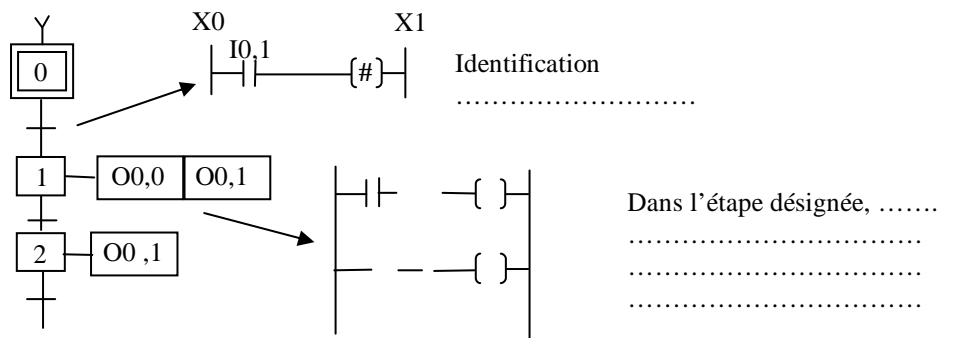 X0 X1
I0,1
0
{#}
Identification
………………………
1 O0,0 O0,1
Dans l’étape désignée, …….
……………………………
……………………………
……………………………
2 O0 ,1